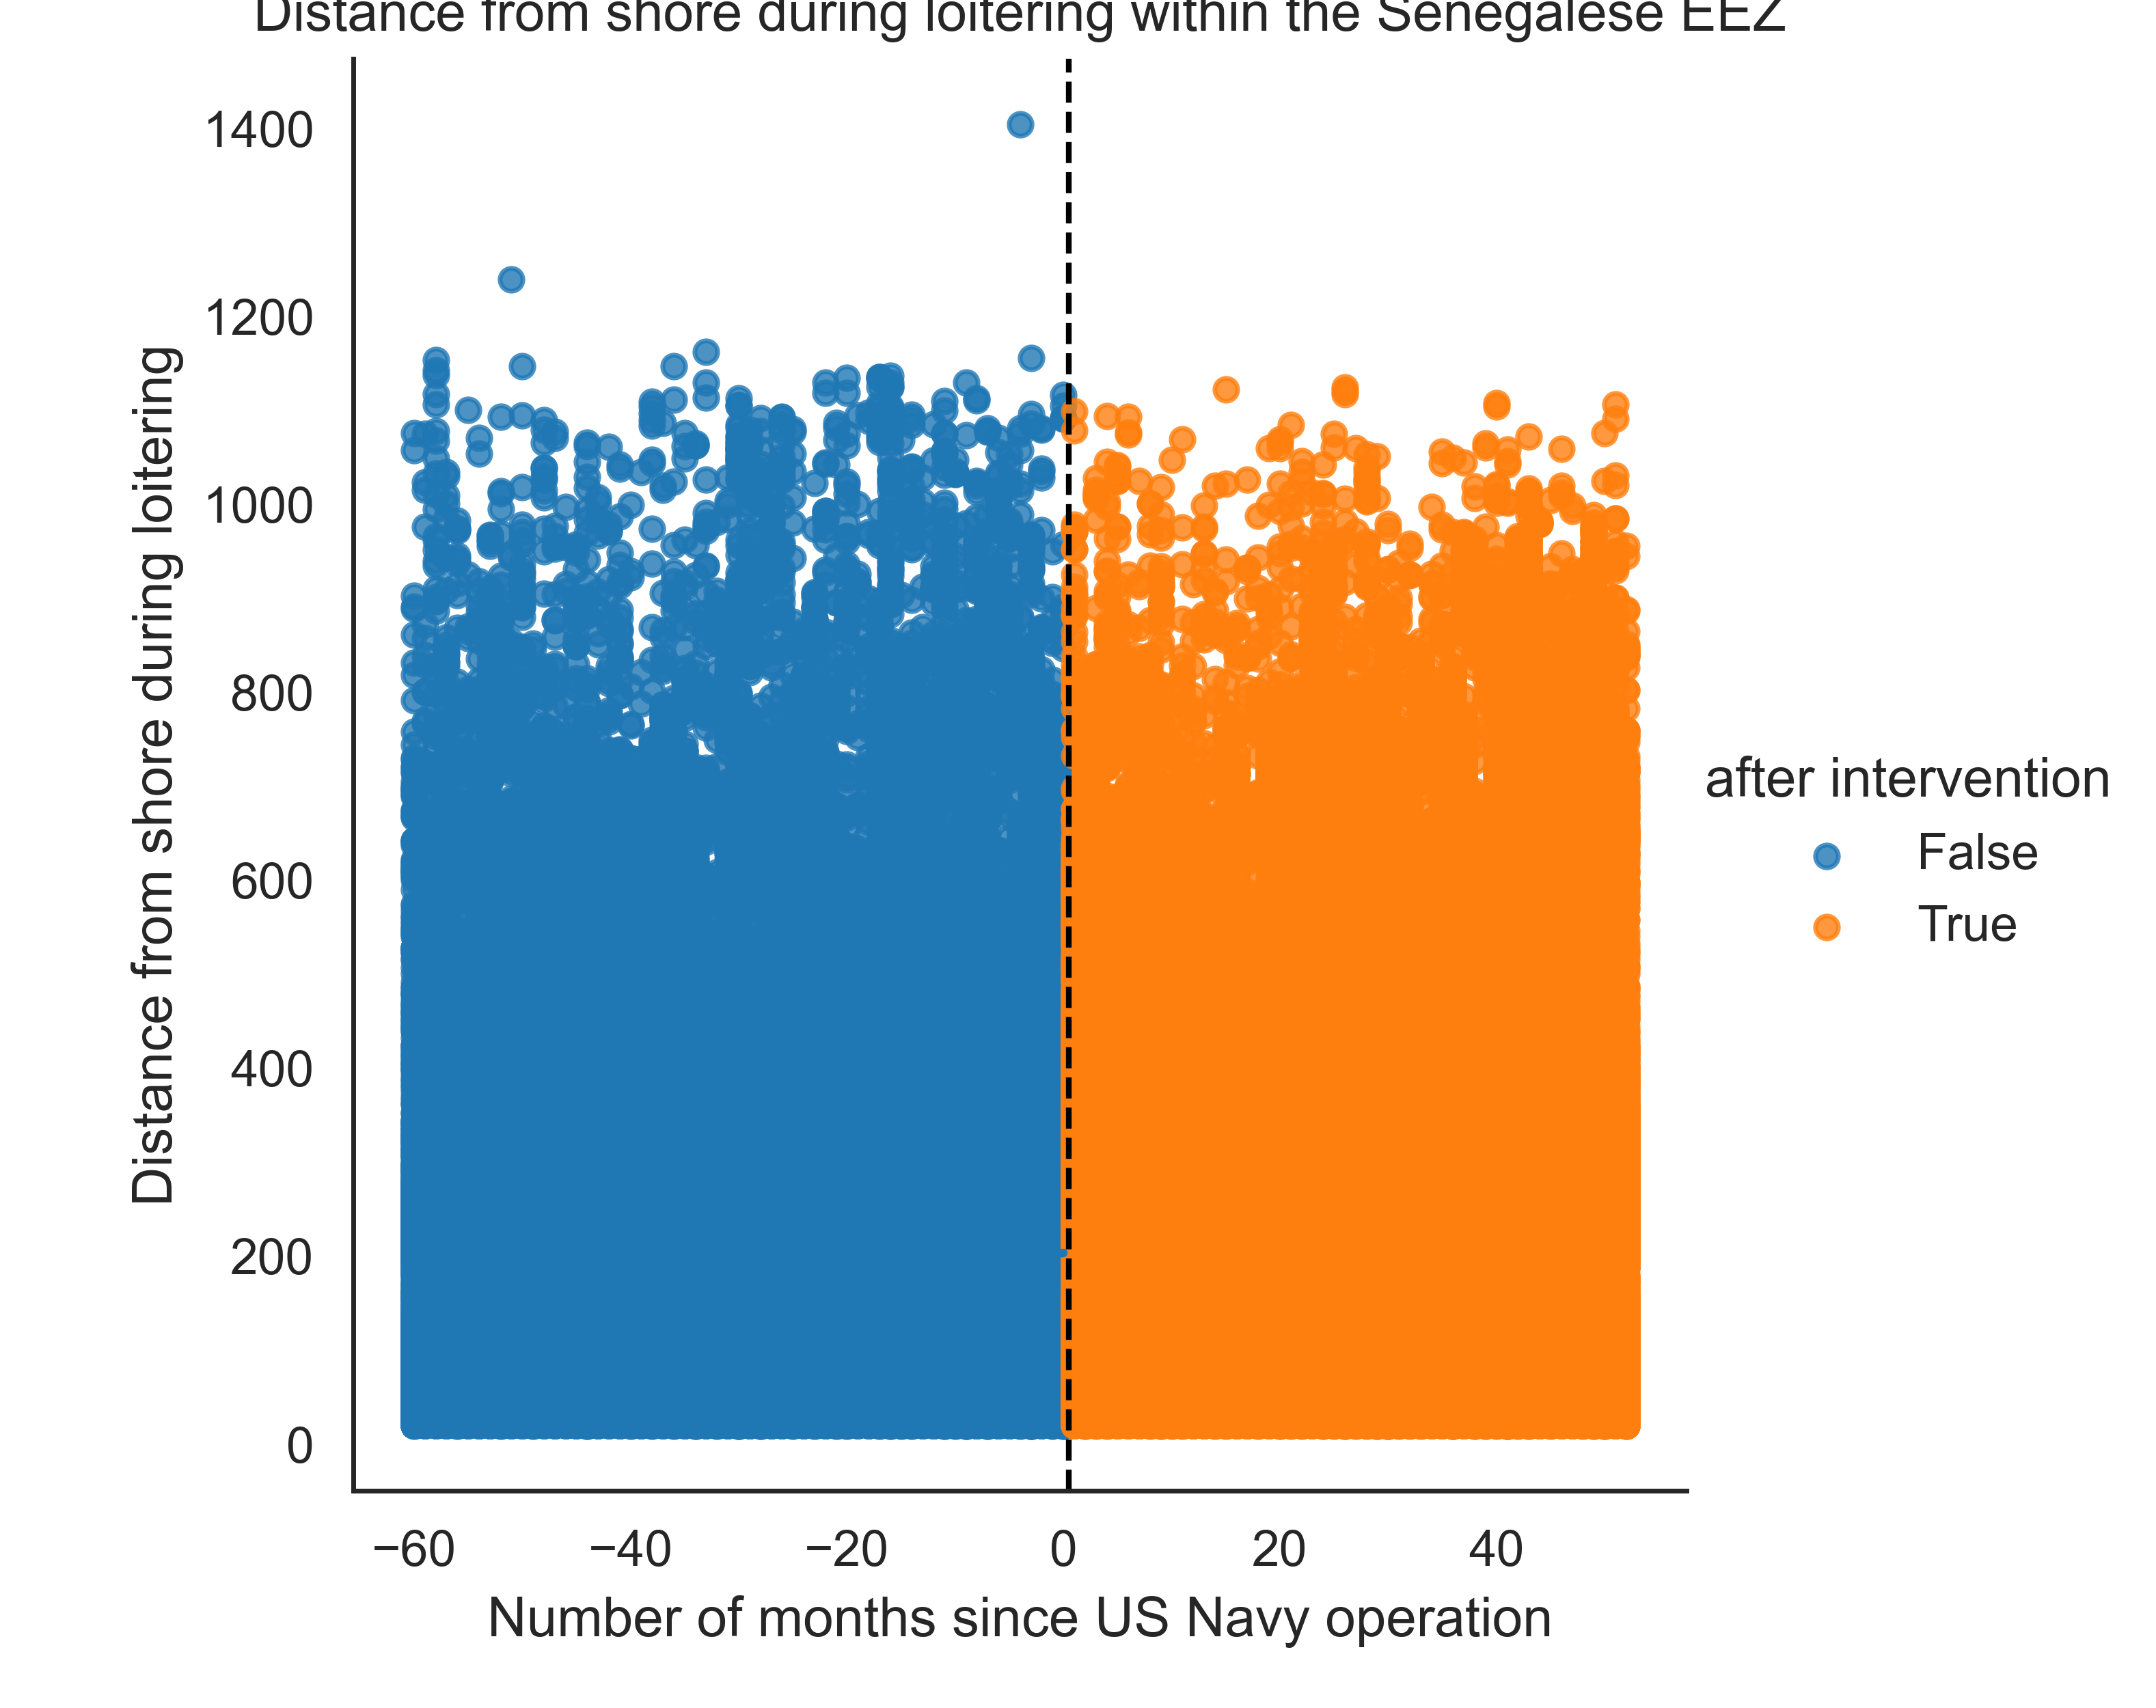 Distance from shore during loitering within the Senegalese EEZ
1400
1200
1000
800
600
400
200
0
Distance from shore during loitering
−60 −40 −20 0 20 40
Number of months since US Navy operation
after intervention
False
True